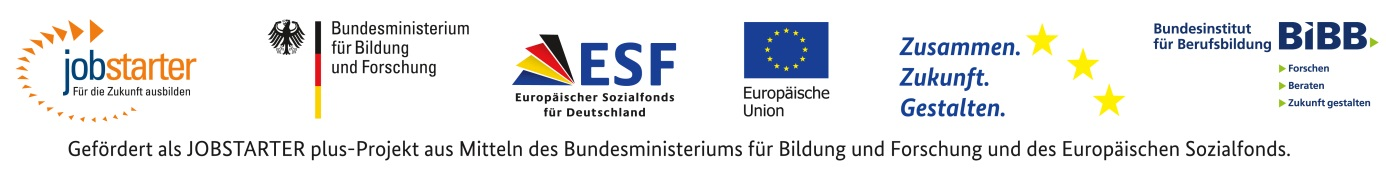 jobstarter
Für die Zukunft ausbilden
Bundesministerium
für Bildung
und Forschung
ESF
Europäischer Sozialfonds
für Deutschland
Europäische
Union
Zusammen.
Zukunft.
Gestalten.
Bundesinstitut
für Berufsbildung
BiBB
Forschen
Beraten
Zukunft gestalten
Gefördert als JOBSTARTER plus-Projekt aus Mitteln des Bundesministeriums für Bildung und Forschung und des Europäischen Sozialfonds.